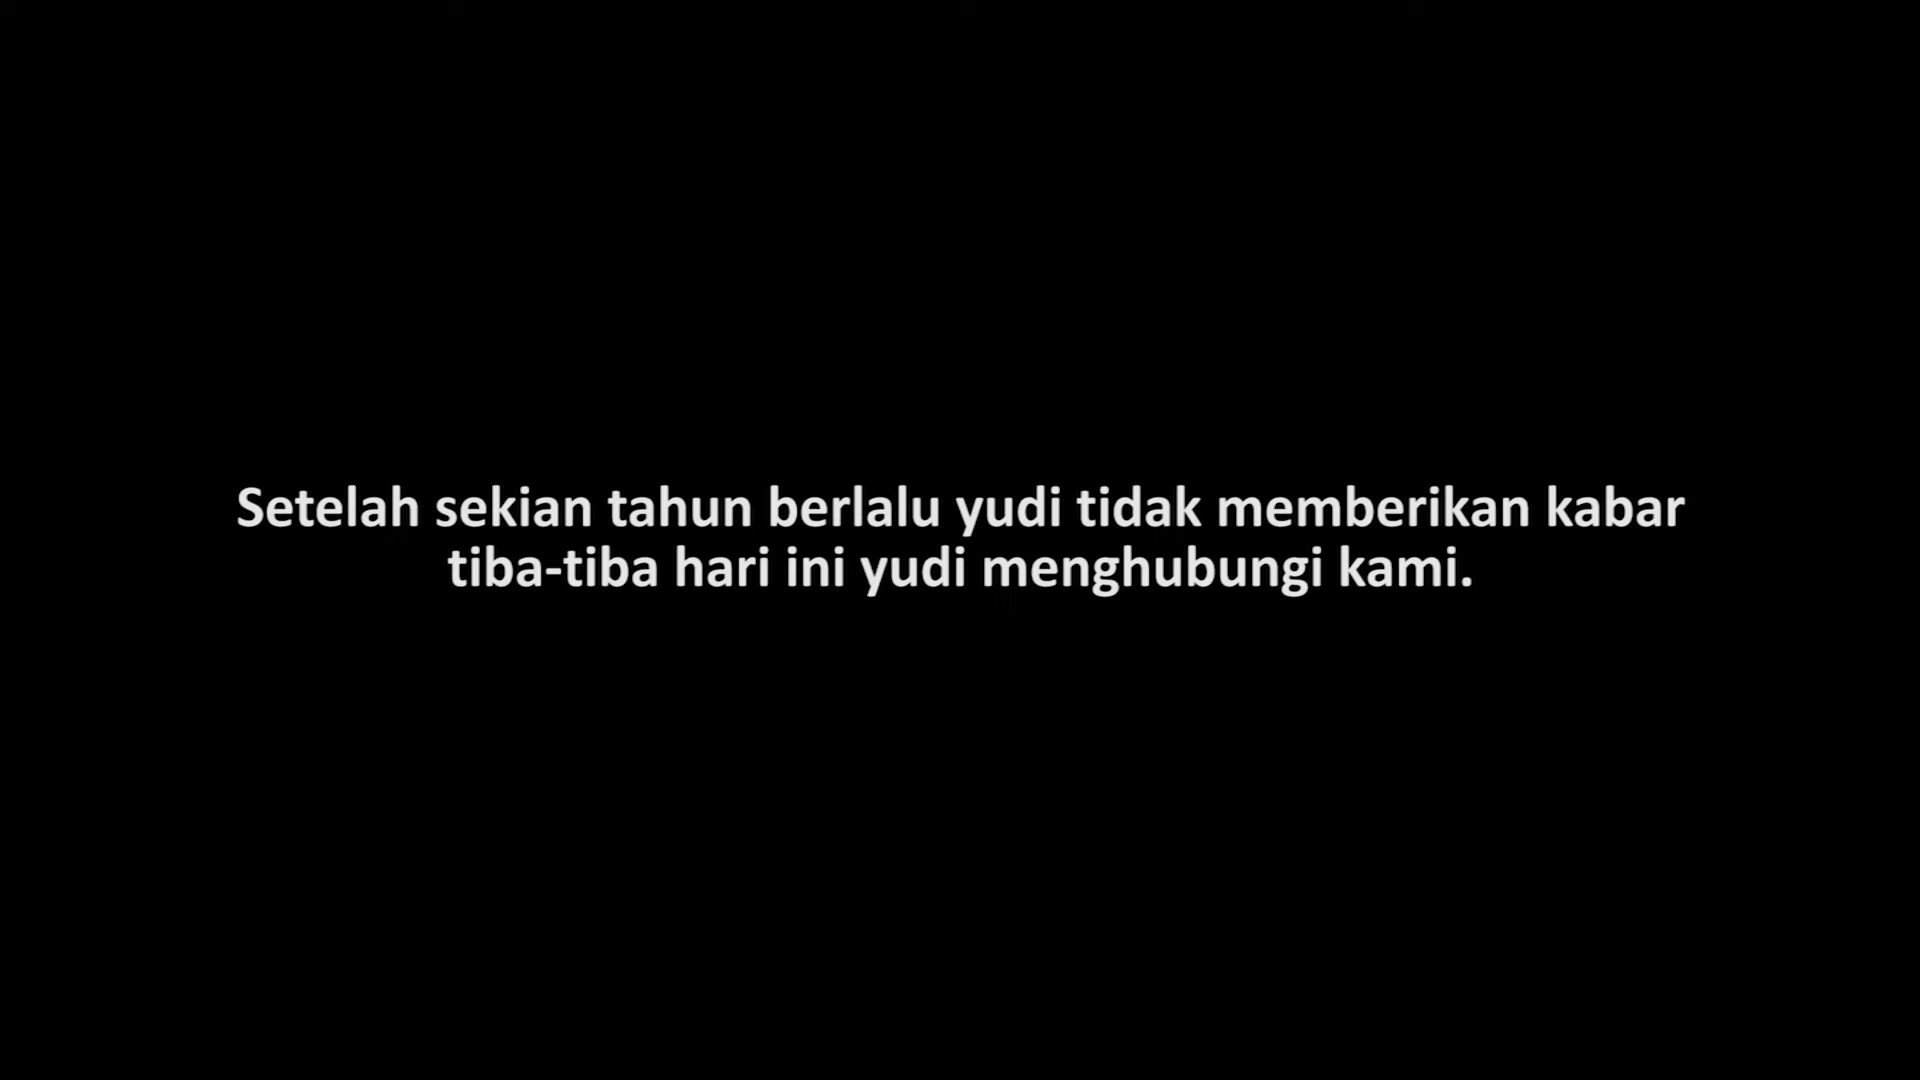 Setelah sekian tahun berlalu yudi tidak memberikan kabar
tiba-tiba hari ini yudi menghubungi kami.